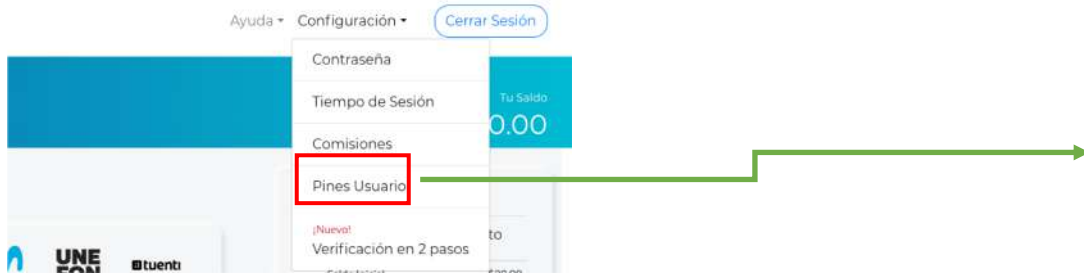 Ayuda Configuración Cerrar Sesión
Contraseña
Tiempo de Sesión
Tu Saldo
0.00
Comisiones
Pines Usuario
¡Nuevo!
Verificación en 2 pasos
to
UNE
FON
tuenti